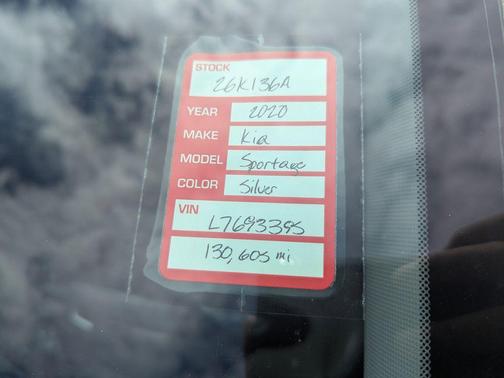 STOCK
26K136A
YEAR 2020
MAKE Kia
MODEL Sportage
COLOR Silver
VIN
L7693395
130,605 mi